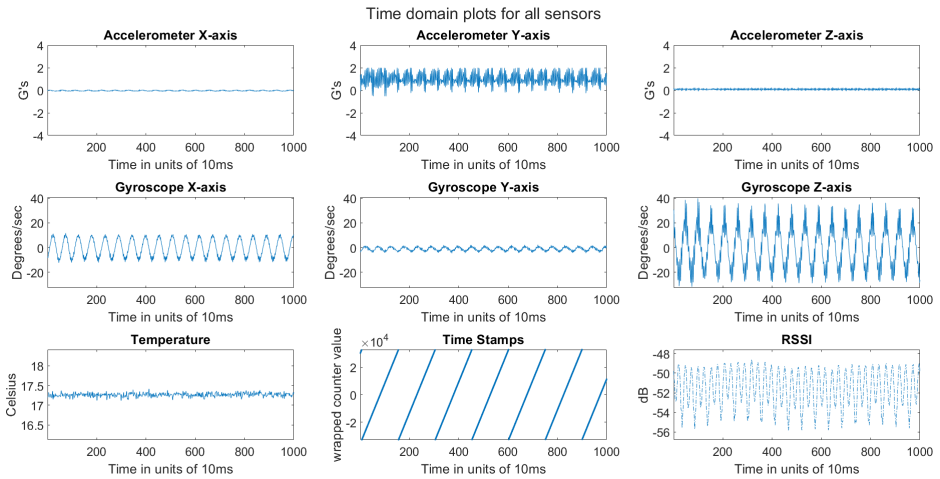 Time domain plots for all sensors
Accelerometer X-axis
4
2
0
-2
-4
G's
200 400 600 800 1000
Time in units of 10ms
Accelerometer Y-axis
4
2
0
-2
-4
G's
200 400 600 800 1000
Time in units of 10ms
Accelerometer Z-axis
4
2
0
-2
-4
G's
200 400 600 800 1000
Time in units of 10ms
Gyroscope X-axis
40
20
0
-20
Degrees/sec
200 400 600 800 1000
Time in units of 10ms
Gyroscope Y-axis
40
20
0
-20
Degrees/sec
200 400 600 800 1000
Time in units of 10ms
Gyroscope Z-axis
40
20
0
-20
Degrees/sec
200 400 600 800 1000
Time in units of 10ms
Temperature
18
17.5
17
16.5
Celsius
200 400 600 800 1000
Time in units of 10ms
Time Stamps
×10⁴
2
0
-2
wrapped counter value
200 400 600 800 1000
Time in units of 10ms
RSSI
-48
-50
-52
-54
-56
dB
200 400 600 800 1000
Time in units of 10ms